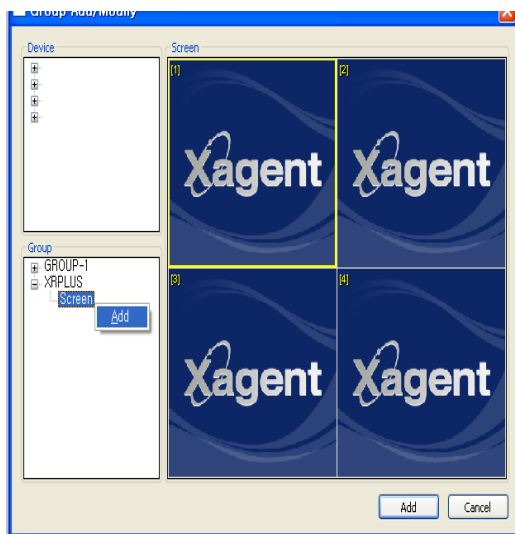 Group Add/Modify
Device
Screen
[1]
[2]
Xagent
Xagent
Group
GROUP-1
XRPLUS
Screen
Add
[3]
[4]
Xagent
Xagent
Add
Cancel